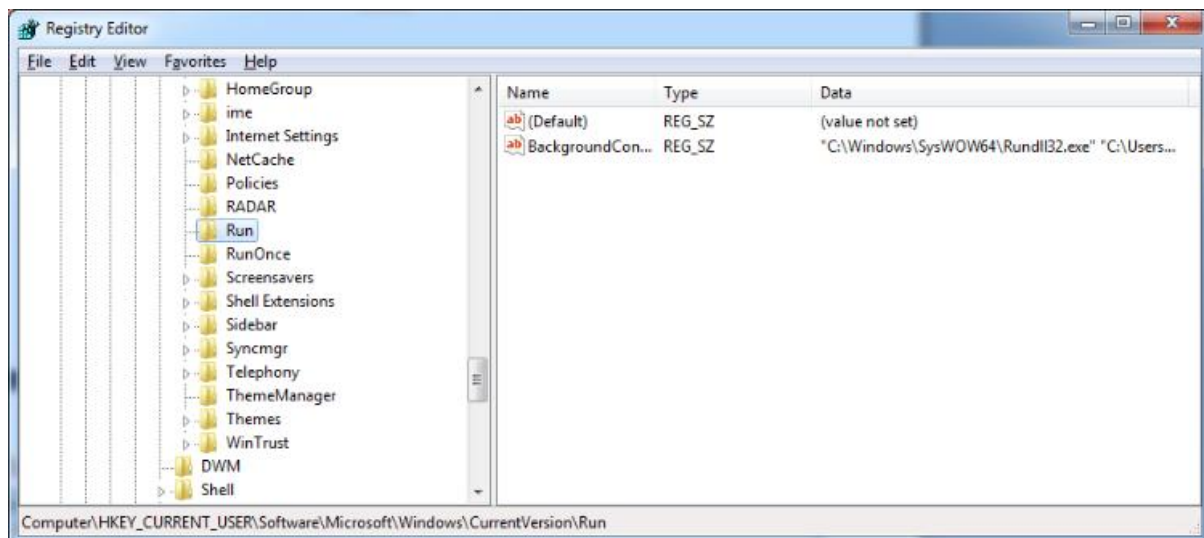 Registry Editor
File Edit View Favorites Help
HomeGroup
ime
Internet Settings
NetCache
Policies
RADAR
Run
RunOnce
Screensavers
Shell Extensions
Sidebar
Syncmgr
Telephony
ThemeManager
Themes
WinTrust
DWM
Shell
Name Type Data
ab (Default) REG_SZ (value not set)
ab BackgroundCon... REG_SZ "C:\Windows\SysWOW64\Rundll32.exe" "C:\Users...
Computer\HKEY_CURRENT_USER\Software\Microsoft\Windows\CurrentVersion\Run